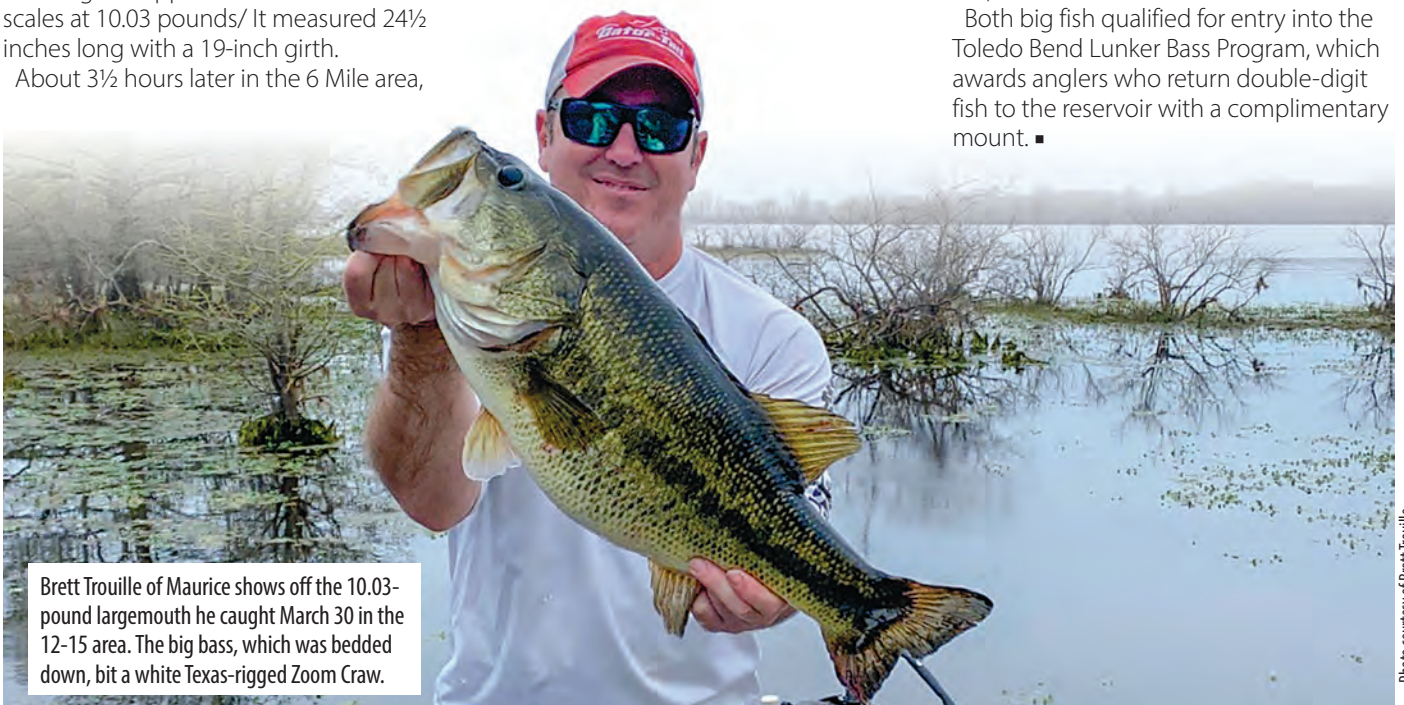 scales at 10.03 pounds/ It measured 24½
inches long with a 19-inch girth.
About 3½ hours later in the 6 Mile area,
Both big fish qualified for entry into the
Toledo Bend Lunker Bass Program, which
awards anglers who return double-digit
fish to the reservoir with a complimentary
mount. ■
Gator-Tail
Brett Trouille of Maurice shows off the 10.03-
pound largemouth he caught March 30 in the
12-15 area. The big bass, which was bedded
down, bit a white Texas-rigged Zoom Craw.
Photo courtesy of Brett Trouille